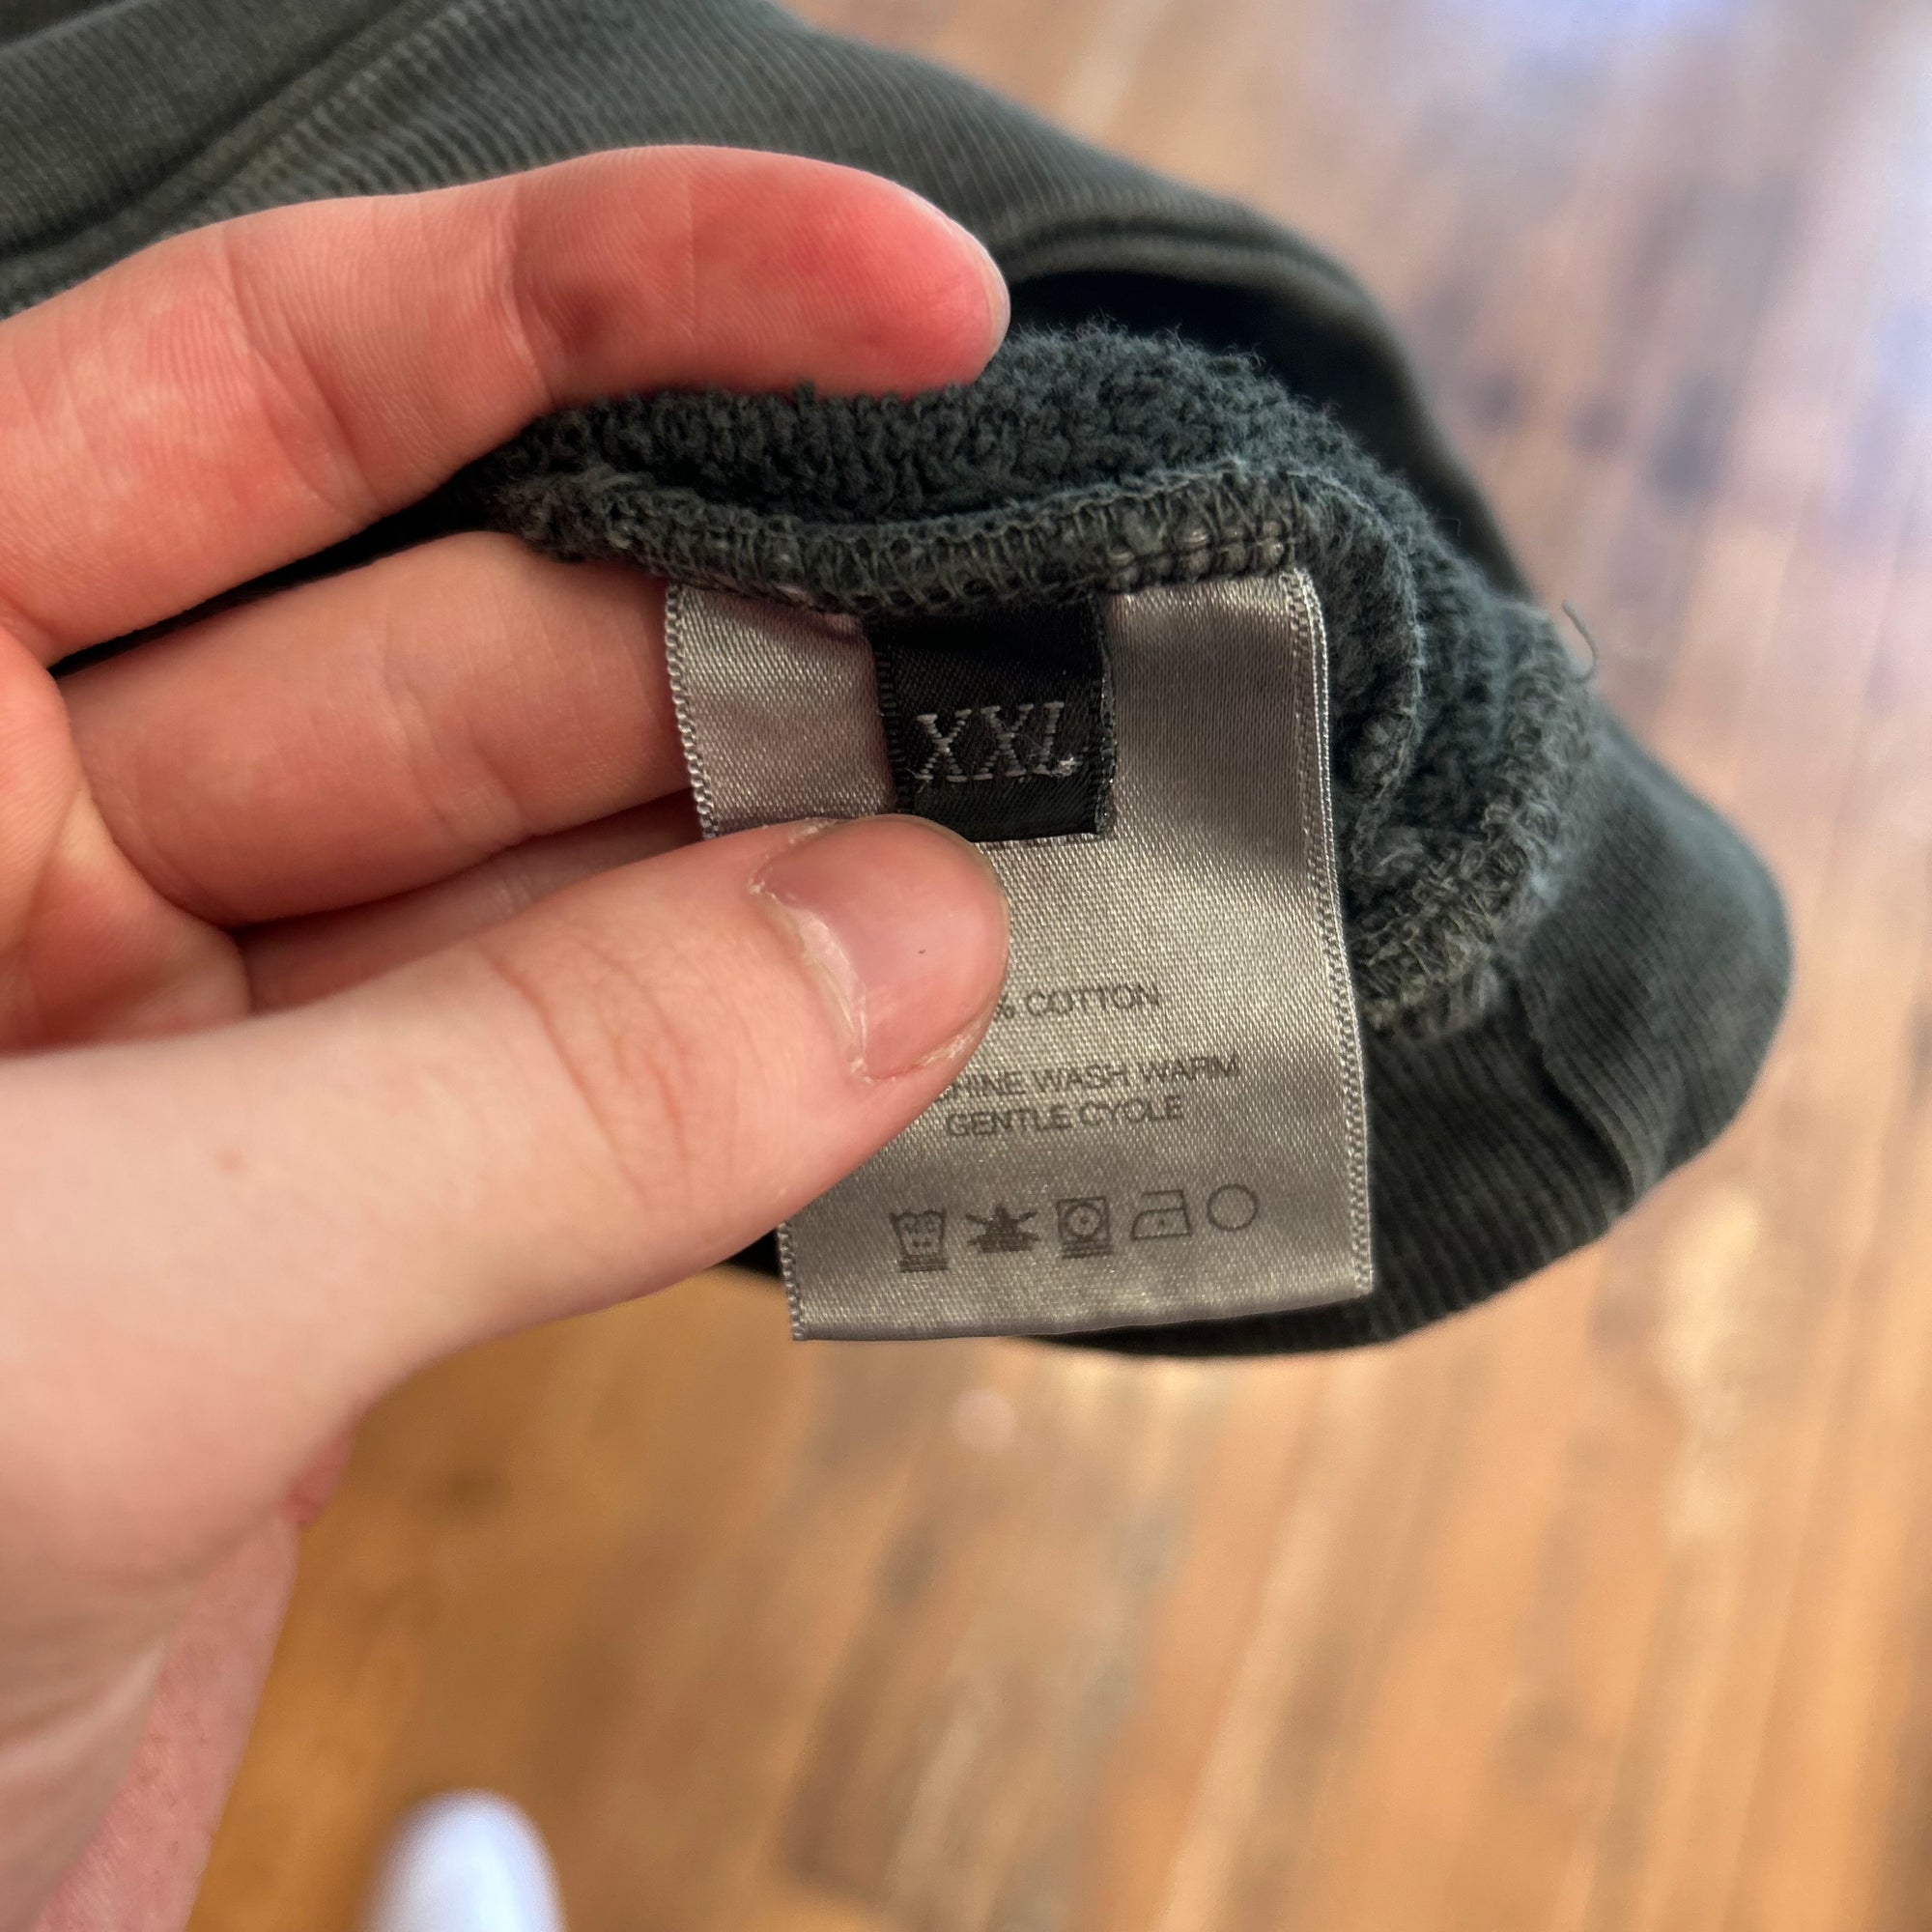 XXL
% COTTON
HINE WASH WARM
GENTLE CYCLE